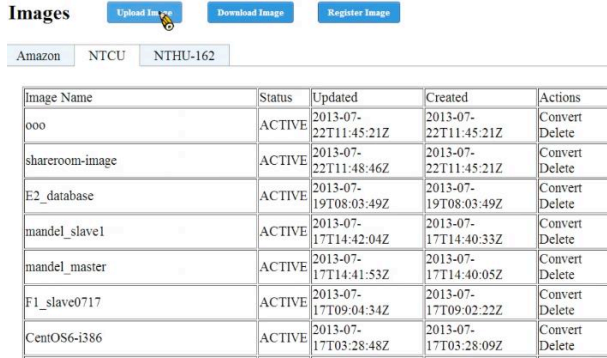 Images Upload Image Download Image Register Image
Amazon NTCU NTHU-162
Image Name Status Updated Created Actions
ooo ACTIVE 2013-07-22T11:45:21Z 2013-07-22T11:45:21Z Convert Delete
shareroom-image ACTIVE 2013-07-22T11:48:46Z 2013-07-22T11:45:21Z Convert Delete
E2_database ACTIVE 2013-07-19T08:03:49Z 2013-07-19T08:03:49Z Convert Delete
mandel_slave1 ACTIVE 2013-07-17T14:42:04Z 2013-07-17T14:40:33Z Convert Delete
mandel_master ACTIVE 2013-07-17T14:41:53Z 2013-07-17T14:40:05Z Convert Delete
F1_slave0717 ACTIVE 2013-07-17T09:04:34Z 2013-07-17T09:02:22Z Convert Delete
CentOS6-i386 ACTIVE 2013-07-17T03:28:48Z 2013-07-17T03:28:09Z Convert Delete